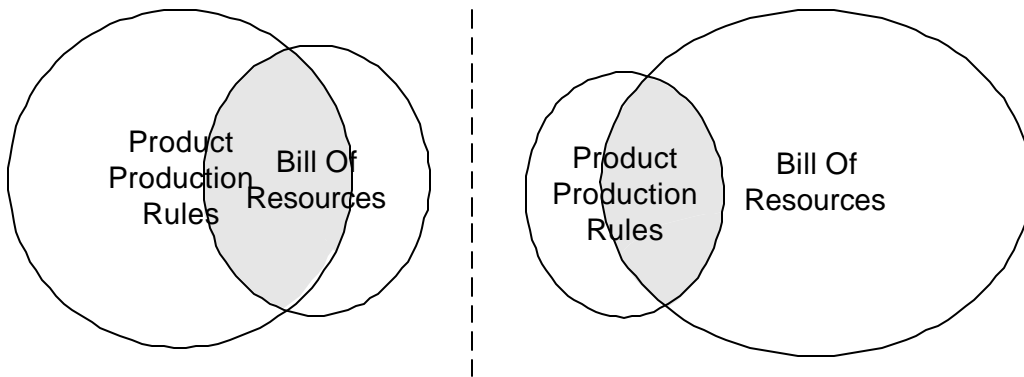 Product
Production
Rules
Bill Of
Resources
Product
Production
Rules
Bill Of
Resources